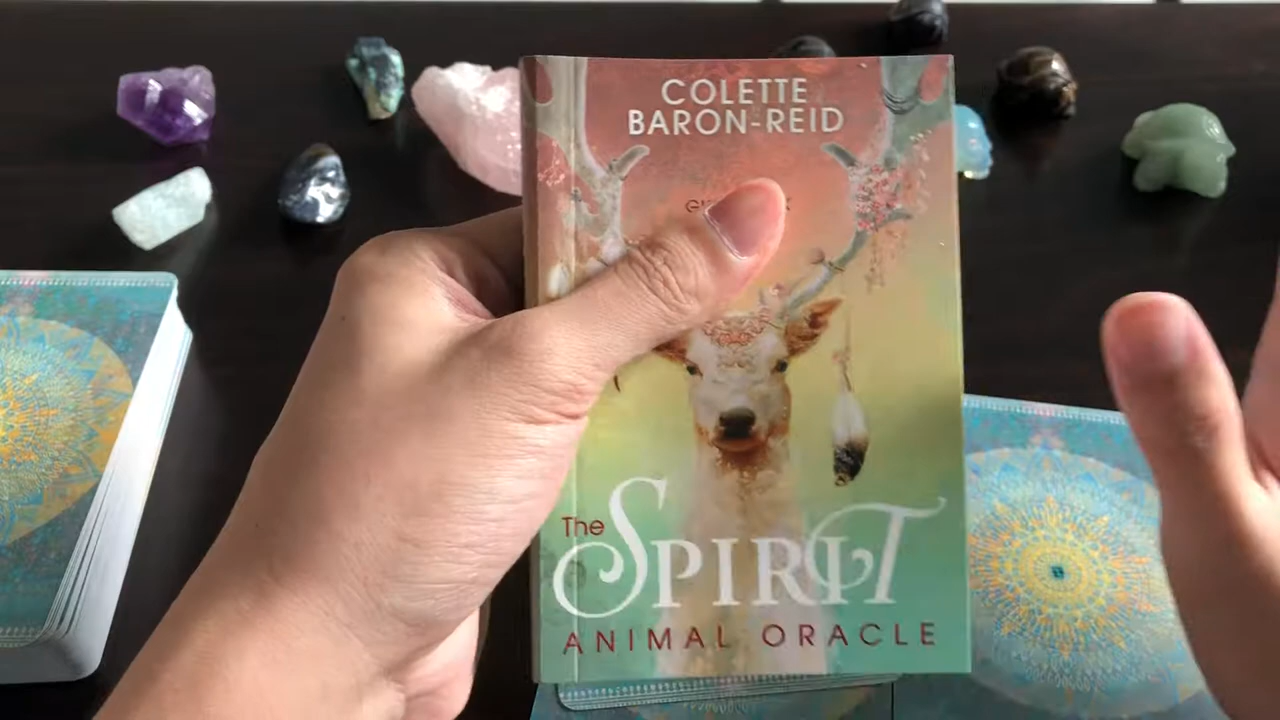 COLETTE
BARON-REID
The SPIRIT
ANIMAL ORACLE